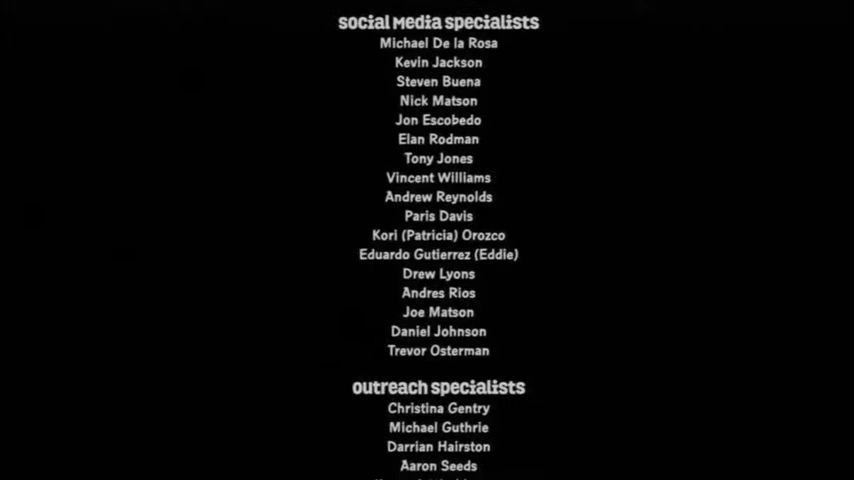 social media specialists
Michael De la Rosa
Kevin Jackson
Steven Buena
Nick Matson
Jon Escobedo
Elan Rodman
Tony Jones
Vincent Williams
Andrew Reynolds
Paris Davis
Kori (Patricia) Orozco
Eduardo Gutierrez (Eddie)
Drew Lyons
Andres Rios
Joe Matson
Daniel Johnson
Trevor Osterman
outreach specialists
Christina Gentry
Michael Guthrie
Darrian Hairston
Aaron Seeds